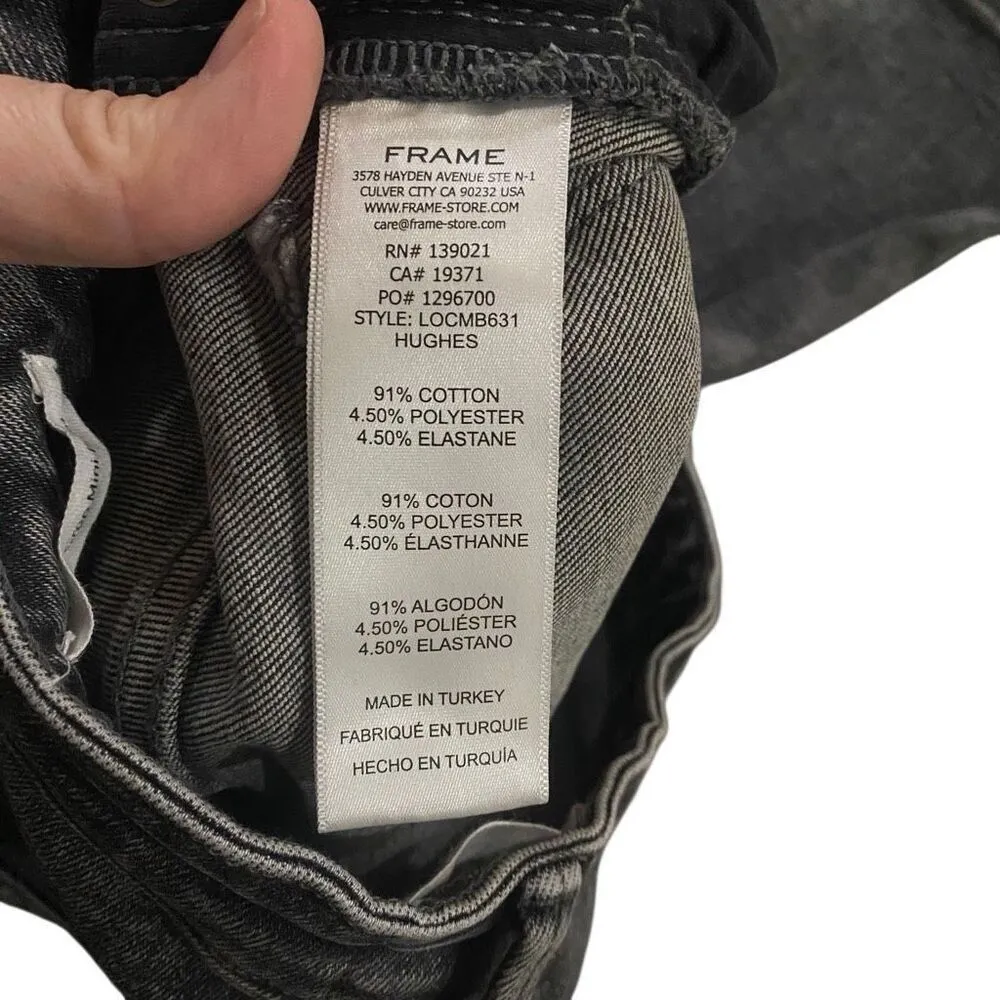 FRAME
3578 HAYDEN AVENUE STE N-1
CULVER CITY CA 90232 USA
WWW.FRAME-STORE.COM
care@frame-store.com
RN# 139021
CA# 19371
PO# 1296700
STYLE: LOCMB631
HUGHES
91% COTTON
4.50% POLYESTER
4.50% ELASTANE
91% COTON
4.50% POLYESTER
4.50% ÉLASTHANNE
91% ALGODÓN
4.50% POLIÉSTER
4.50% ELASTANO
MADE IN TURKEY
FABRIQUÉ EN TURQUIE
HECHO EN TURQUÍA
Mini